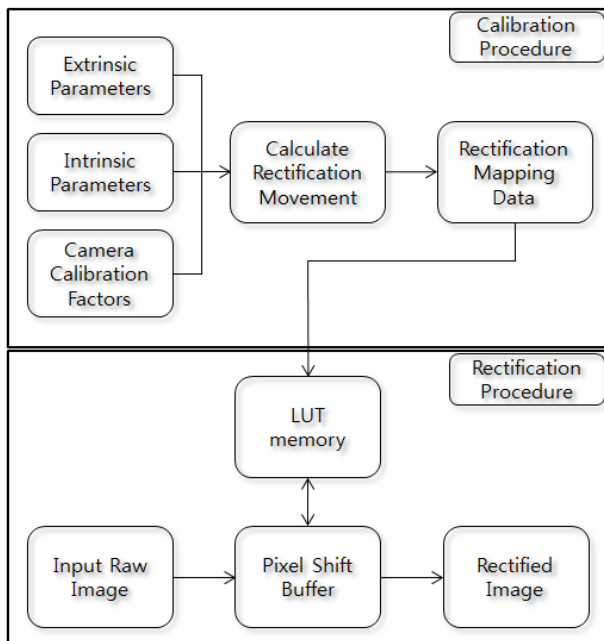 Calibration
Procedure
Extrinsic
Parameters
Intrinsic
Parameters
Camera
Calibration
Factors
Calculate
Rectification
Movement
Rectification
Mapping
Data
Rectification
Procedure
LUT
memory
Input Raw
Image
Pixel Shift
Buffer
Rectified
Image